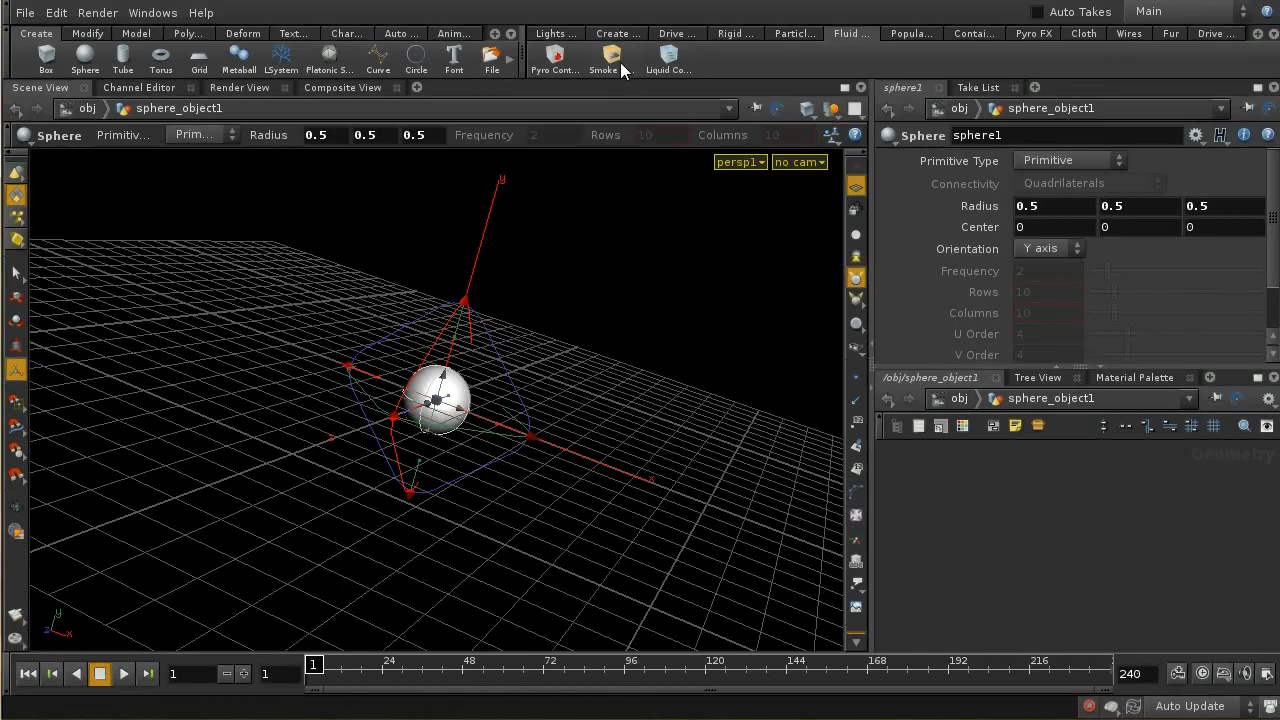 File Edit Render Windows Help Auto Takes Main
Create Modify Model Poly... Deform Text... Char... Auto ... Anim... Lights ... Create ... Drive ... Rigid ... Particl... Fluid ... Popula... Contai... Pyro FX Cloth Wires Fur Drive ...
Box Sphere Tube Torus Grid Metaball LSystem Platonic S... Curve Circle Font File Pyro Cont... Smoke Liquid Co...
Scene View Channel Editor Render View Composite View
obj sphere_object1
Sphere Primitiv... Prim... Radius 0.5 0.5 0.5 Frequency 2 Rows 10 Columns 10
persp1 no cam
y
x
z
y
z x
sphere1 Take List
obj sphere_object1
Sphere sphere1
Primitive Type Primitive
Connectivity Quadrilaterals
Radius 0.5 0.5 0.5
Center 0 0 0
Orientation Y axis
Frequency 2
Rows 10
Columns 10
U Order 4
V Order 4
/obj/sphere_object1 Tree View Material Palette
obj sphere_object1
Geometry
1 1 1 24 48 72 96 120 144 168 192 216 240
Auto Update